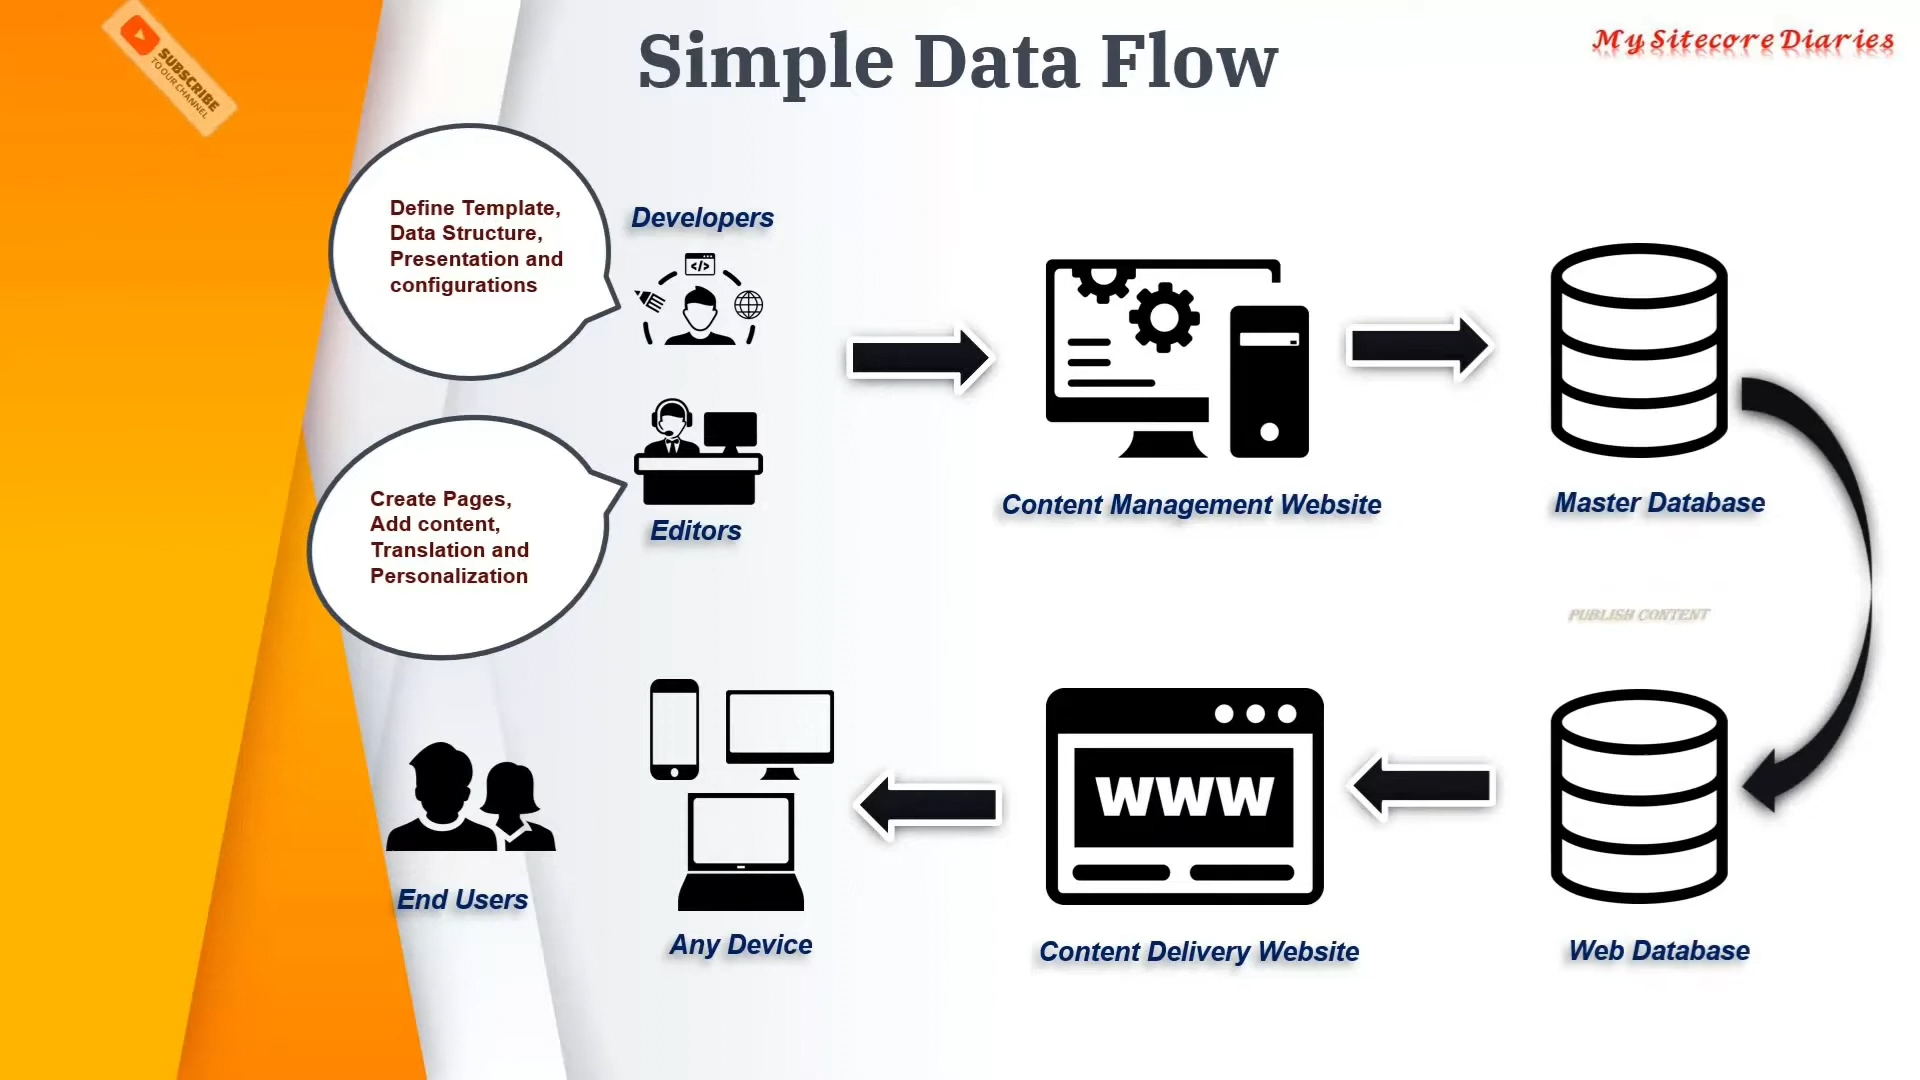 SUBSCRIBE
TO OUR CHANNEL
Simple Data Flow
My Sitecore Diaries
Define Template,
Data Structure,
Presentation and
configurations
Developers
</>
Create Pages,
Add content,
Translation and
Personalization
Editors
Content Management Website
Master Database
PUBLISH CONTENT
End Users
Any Device
WWW
Content Delivery Website
Web Database